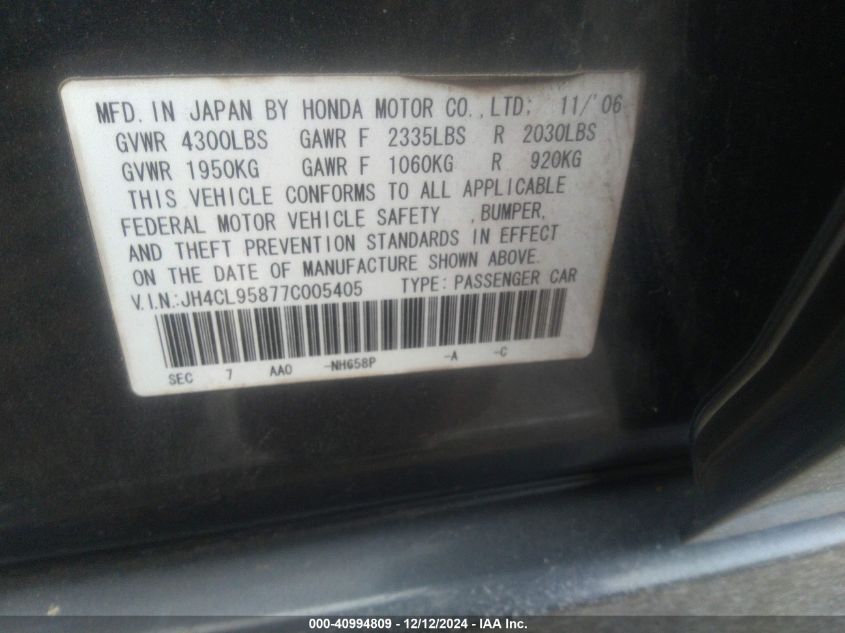 MFD. IN JAPAN BY HONDA MOTOR CO.,LTD; 11/'06
GVWR 4300LBS GAWR F 2335LBS R 2030LBS
GVWR 1950KG GAWR F 1060KG R 920KG
THIS VEHICLE CONFORMS TO ALL APPLICABLE
FEDERAL MOTOR VEHICLE SAFETY ,BUMPER,
AND THEFT PREVENTION STANDARDS IN EFFECT
ON THE DATE OF MANUFACTURE SHOWN ABOVE.
V.I.N.:JH4CL95877C005405 TYPE: PASSENGER CAR
SEC 7 AA0 -NH658P -A -C
000-40994809 - 12/12/2024 - IAA Inc.